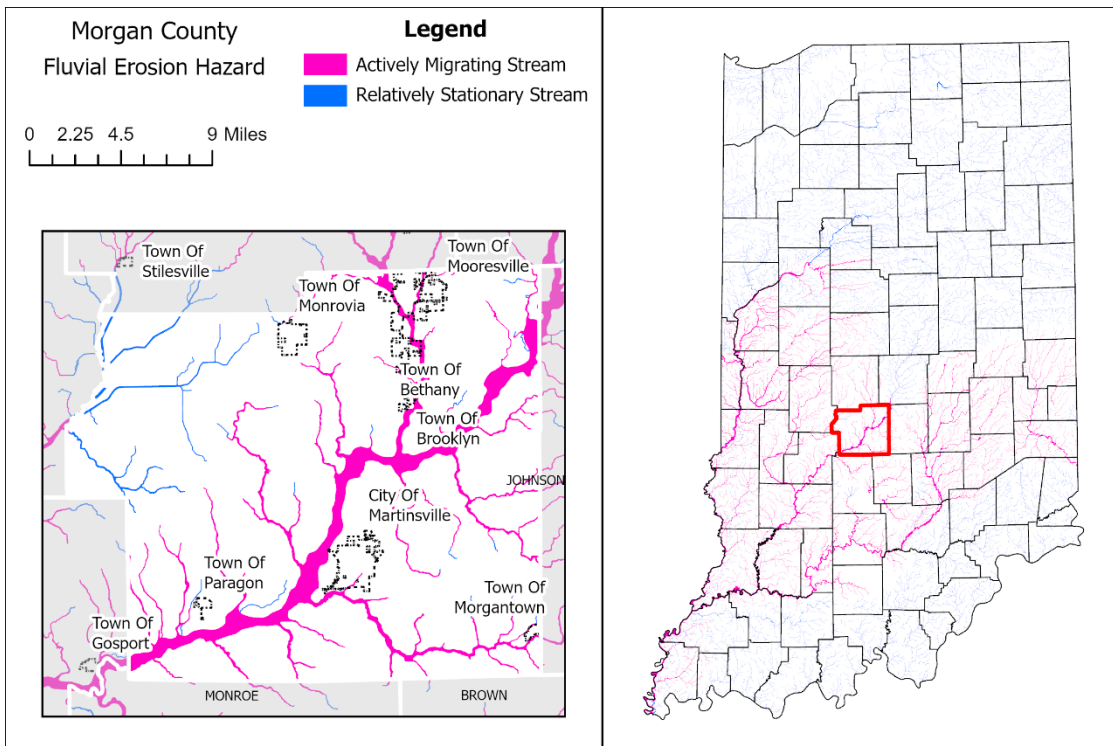 Morgan County
Fluvial Erosion Hazard
Legend
Actively Migrating Stream
Relatively Stationary Stream
0 2.25 4.5 9 Miles
Town Of
Stilesville
Town Of
Mooresville
Town Of
Monrovia
Town Of
Bethany
Town Of
Brooklyn
JOHNSON
City Of
Martinsville
Town Of
Paragon
Town Of
Morgantown
Town Of
Gosport
MONROE
BROWN